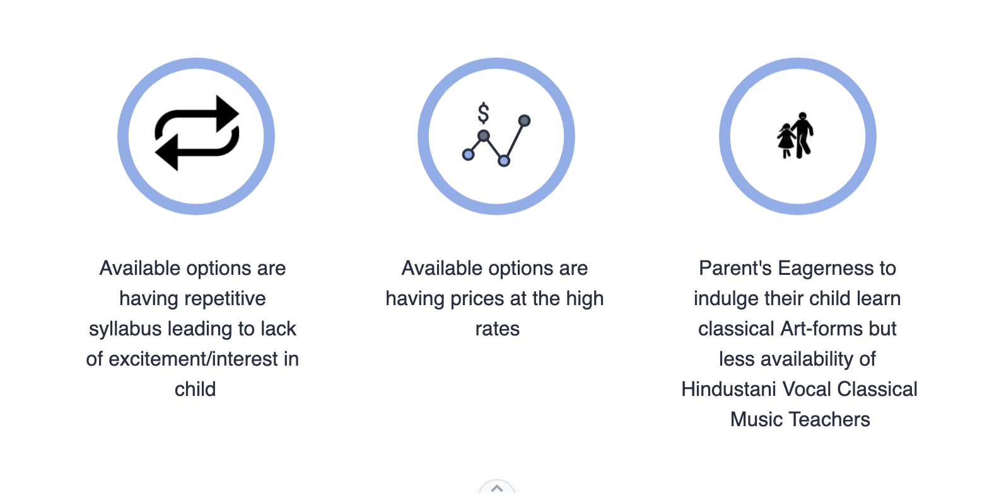 $
Available options are
having repetitive
syllabus leading to lack
of excitement/interest in
child
Available options are
having prices at the high
rates
Parent's Eagerness to
indulge their child learn
classical Art-forms but
less availability of
Hindustani Vocal Classical
Music Teachers